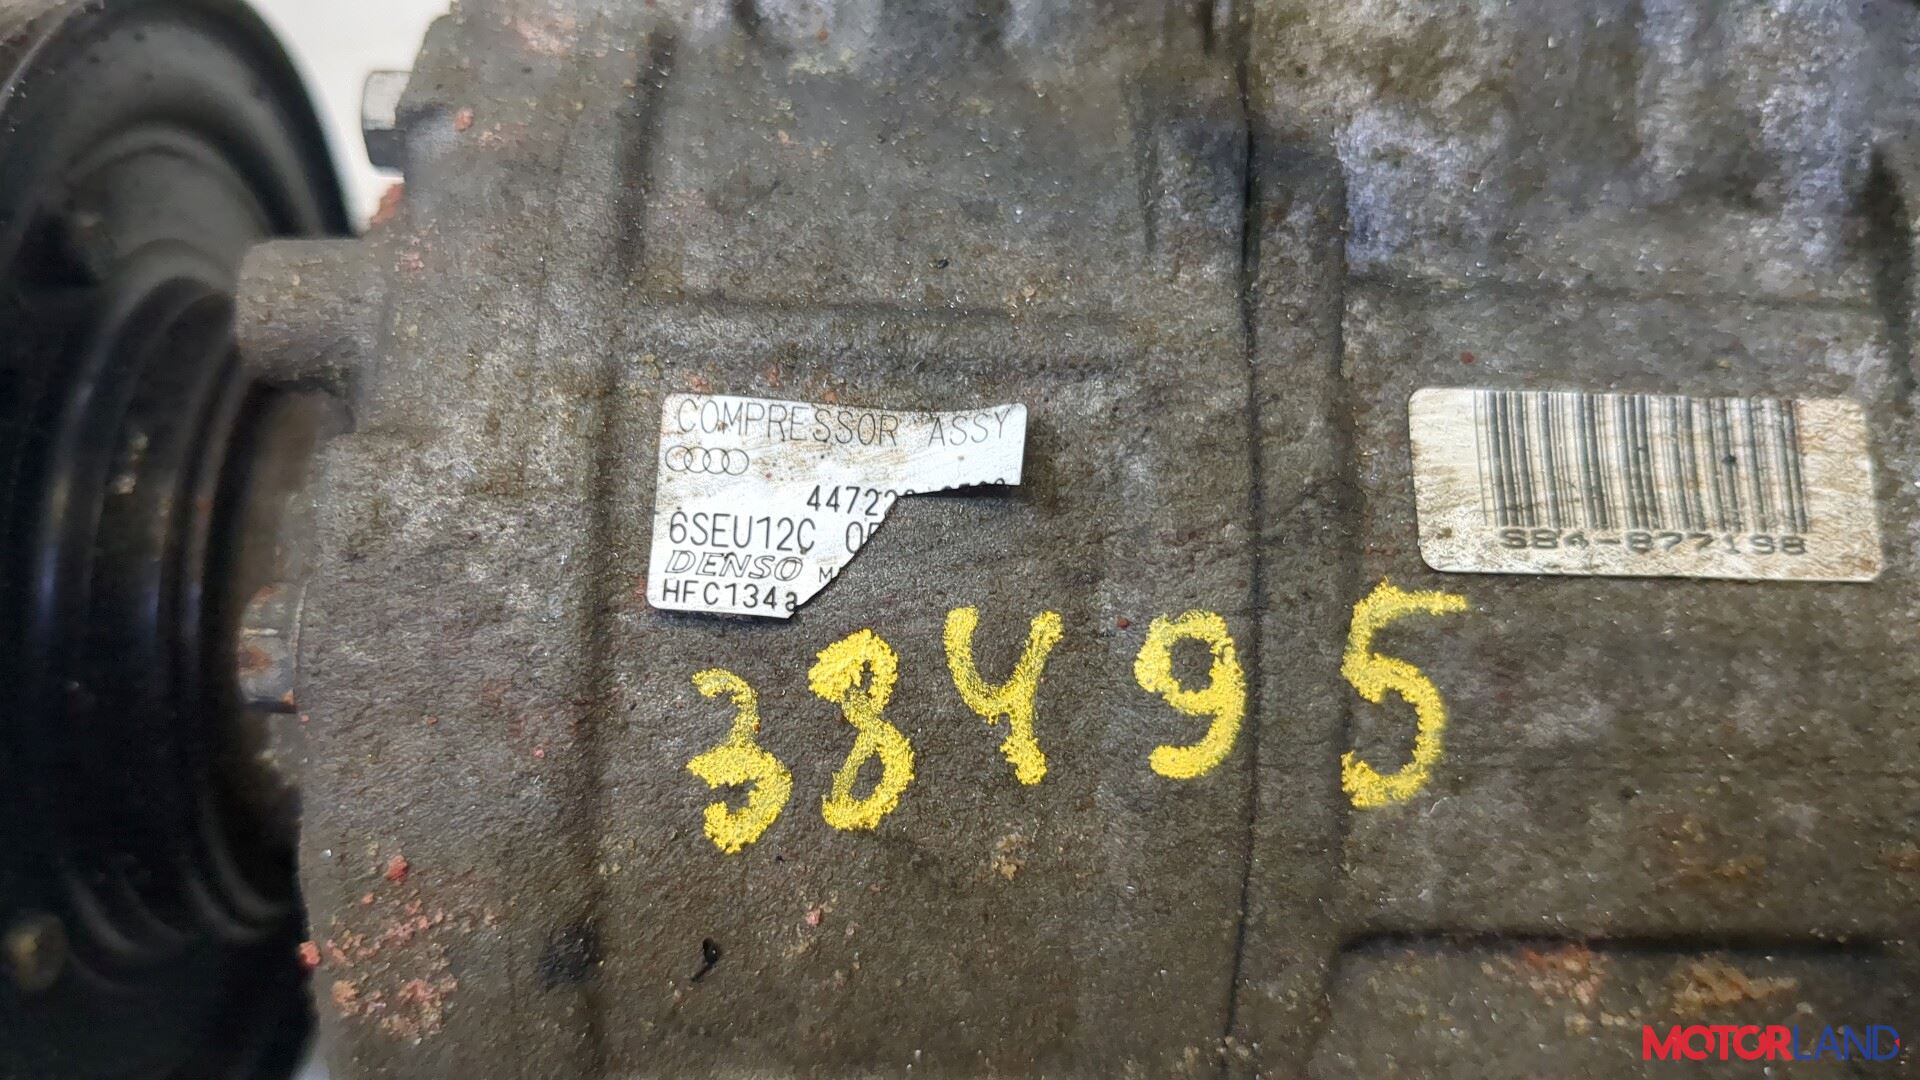 COMPRESSOR ASSY
6SEU12C
DENSO
HFC134a
SB4-877198
38495
MOTORLAND